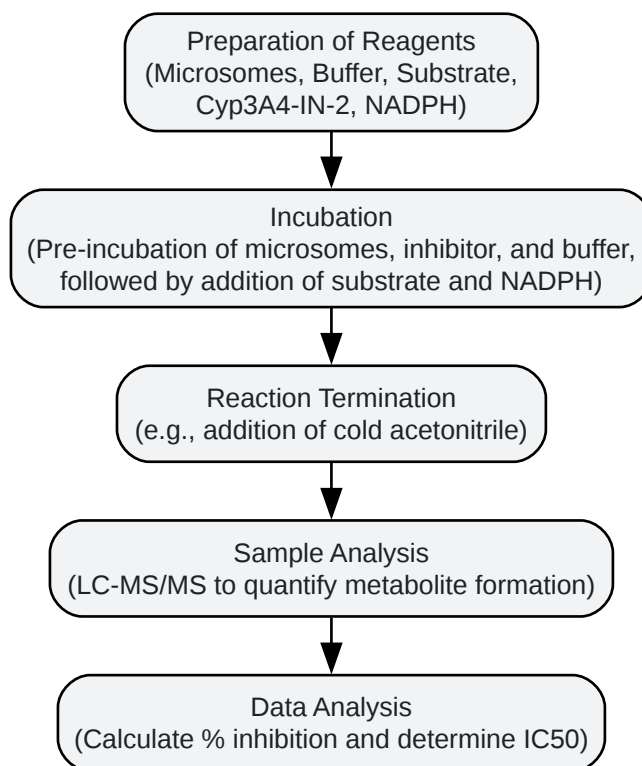 Preparation of Reagents
(Microsomes, Buffer, Substrate,
Cyp3A4-IN-2, NADPH)
Incubation
(Pre-incubation of microsomes, inhibitor, and buffer,
followed by addition of substrate and NADPH)
Reaction Termination
(e.g., addition of cold acetonitrile)
Sample Analysis
(LC-MS/MS to quantify metabolite formation)
Data Analysis
(Calculate % inhibition and determine IC50)